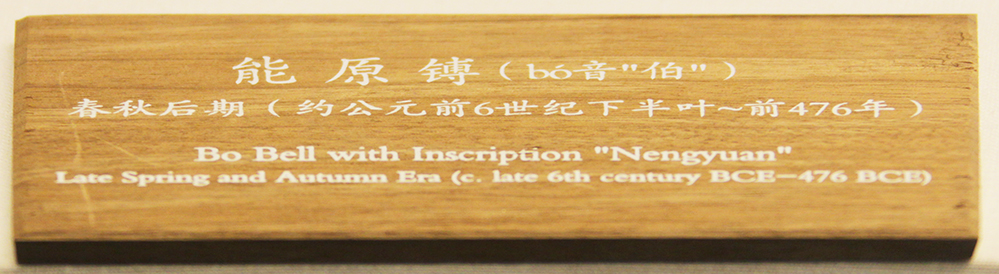 能 原 镈（bó音"伯"）
春秋后期（约公元前6世纪下半叶~前476年）
Bo Bell with Inscription "Nengyuan"
Late Spring and Autumn Era (c. late 6th century BCE—476 BCE)